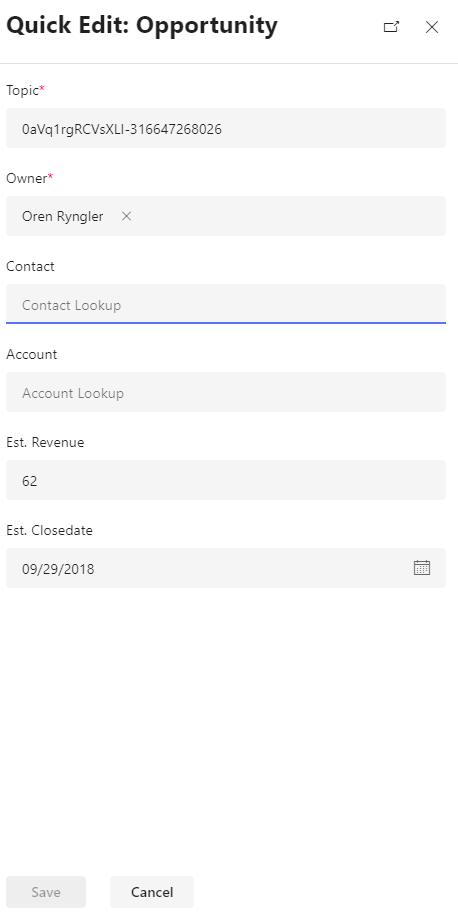 Quick Edit: Opportunity
Topic*
0aVq1rgRCVsXLI-316647268026
Owner*
Oren Ryngler
Contact
Contact Lookup
Account
Account Lookup
Est. Revenue
62
Est. Closedate
09/29/2018
Save Cancel